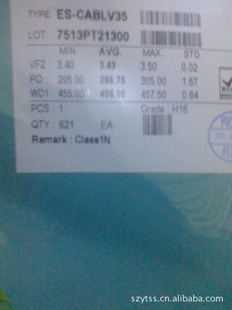 TYPE: ES-CABLV35
LOT: 7513PT21300
MIN. AVG. MAX. STD.
VF2 : 3.40 3.43 3.50 0.02
PO : 295.00 298.75 305.00 1.67
WD1 : 455.00 456.00 457.50 0.64
PCS : 1 Grade : H16
QTY : 621 EA
Remark : Class1N
szytss.cn.alibaba.com